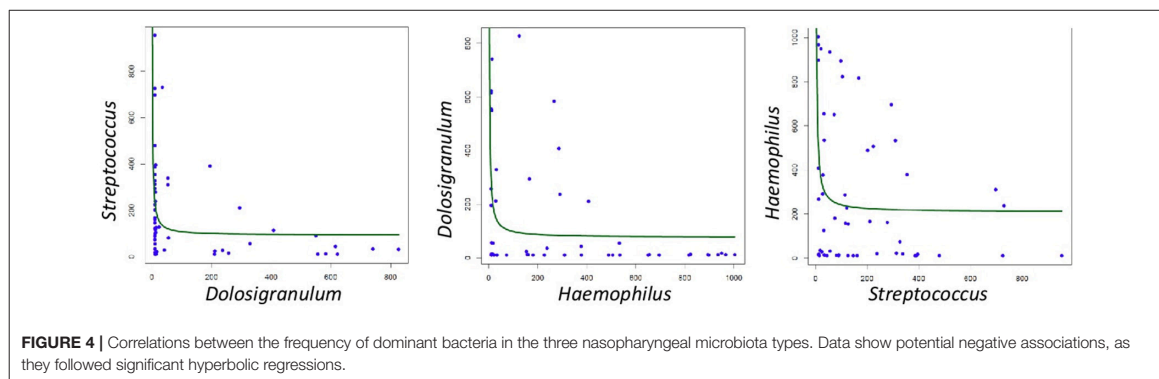 Streptococcus
800
600
400
200
0
0 200 400 600 800
Dolosigranulum
Dolosigranulum
800
600
400
200
0
0 200 400 600 800 1000
Haemophilus
Haemophilus
1000
800
600
400
200
0
0 200 400 600 800
Streptococcus
FIGURE 4 | Correlations between the frequency of dominant bacteria in the three nasopharyngeal microbiota types. Data show potential negative associations, as
they followed significant hyperbolic regressions.